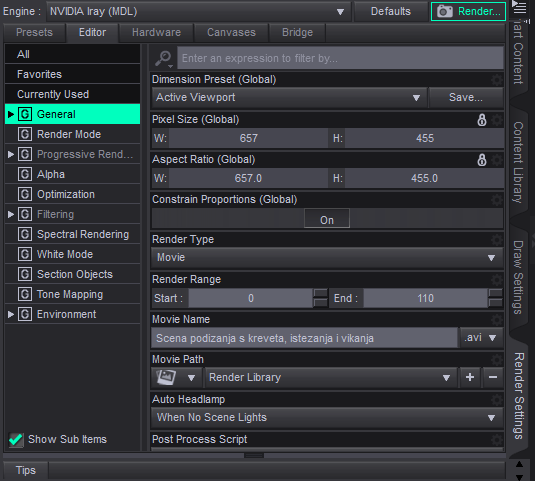 Engine : NVIDIA Iray (MDL) Defaults Render...
Presets Editor Hardware Canvases Bridge
All
Favorites
Currently Used
General
Render Mode
Progressive Rend...
Alpha
Optimization
Filtering
Spectral Rendering
White Mode
Section Objects
Tone Mapping
Environment
Show Sub Items
Enter an expression to filter by...
Dimension Preset (Global)
Active Viewport Save...
Pixel Size (Global)
W: 657 H: 455
Aspect Ratio (Global)
W: 657.0 H: 455.0
Constrain Proportions (Global)
On
Render Type
Movie
Render Range
Start : 0 End : 110
Movie Name
Scena podizanja s kreveta, istezanja i vikanja .avi
Movie Path
Render Library
Auto Headlamp
When No Scene Lights
Post Process Script
Content
Content Library
Draw Settings
Render Settings
Tips